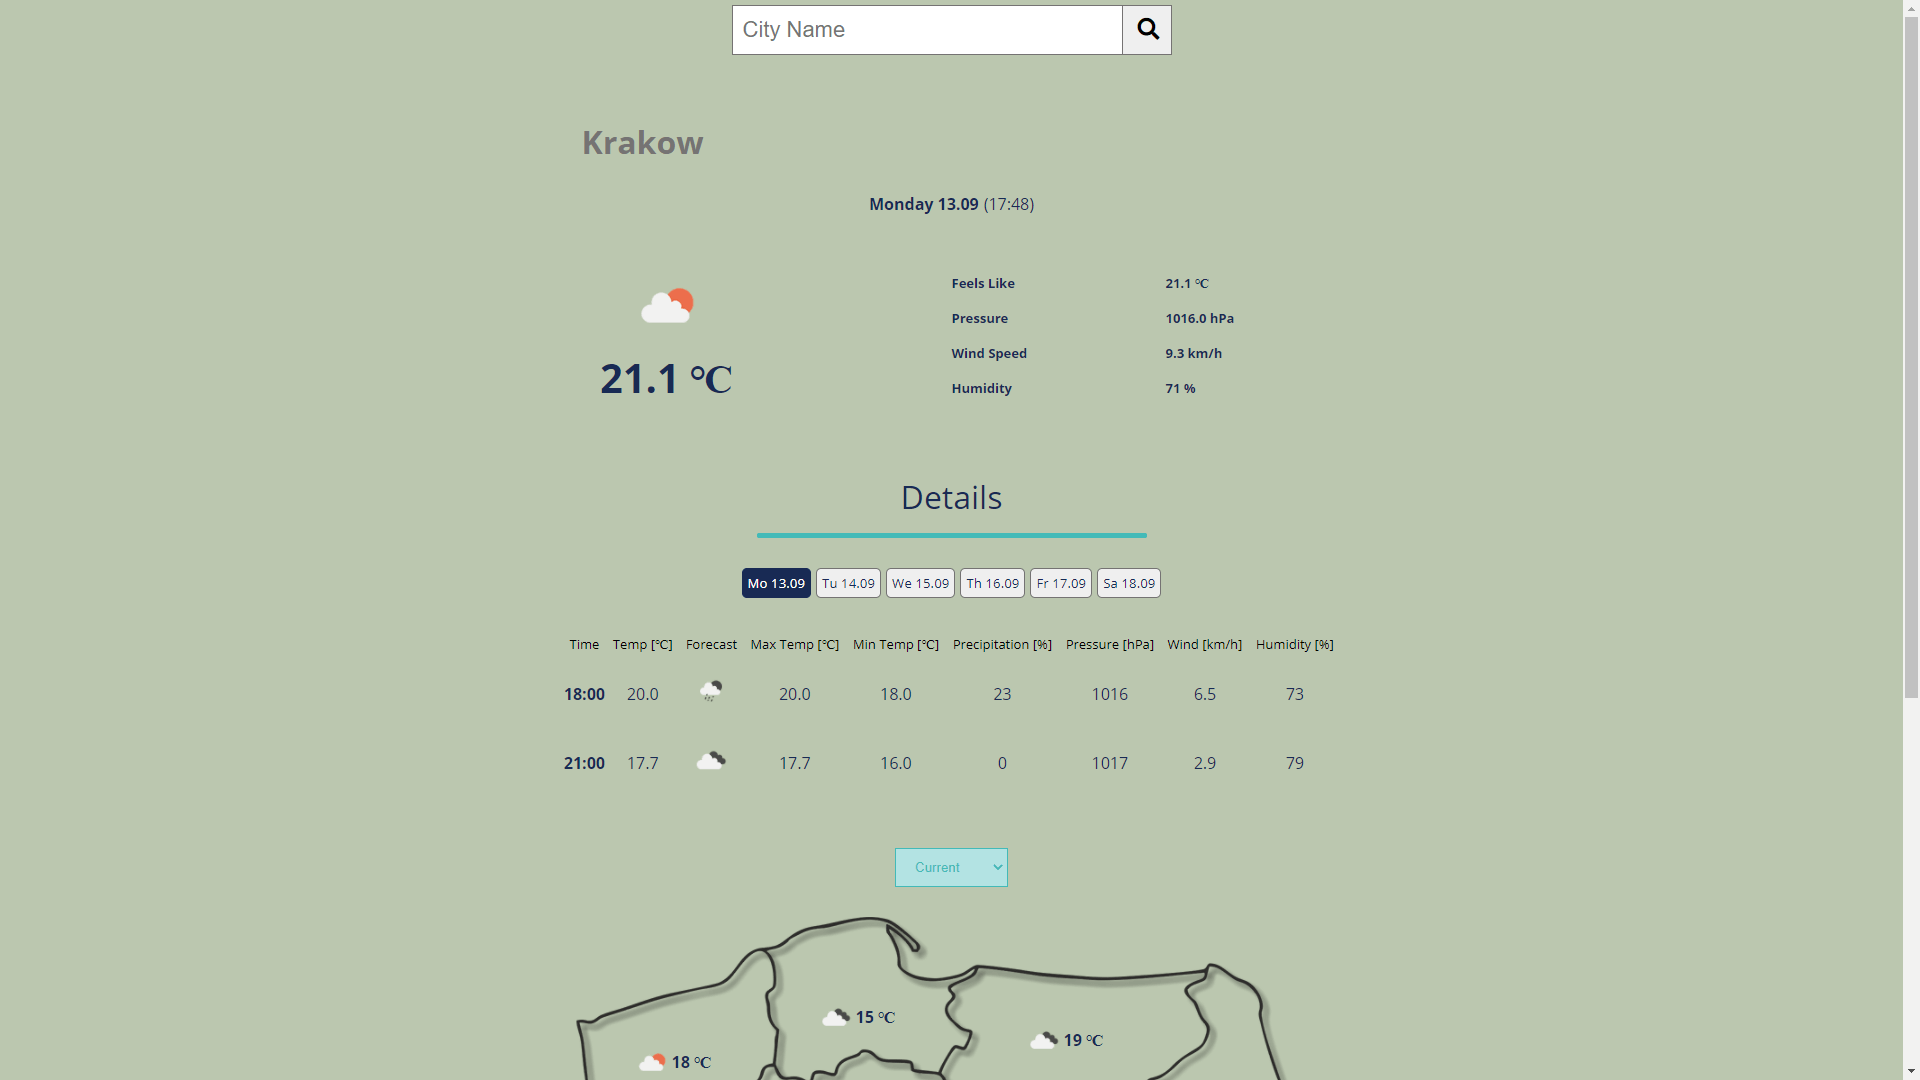 City Name
Krakow
Monday 13.09 (17:48)
21.1 ℃
Feels Like 21.1 ℃
Pressure 1016.0 hPa
Wind Speed 9.3 km/h
Humidity 71 %
Details
Mo 13.09 Tu 14.09 We 15.09 Th 16.09 Fr 17.09 Sa 18.09
Time Temp [℃] Forecast Max Temp [℃] Min Temp [℃] Precipitation [%] Pressure [hPa] Wind [km/h] Humidity [%]
18:00 20.0 20.0 18.0 23 1016 6.5 73
21:00 17.7 17.7 16.0 0 1017 2.9 79
Current
15 ℃
19 ℃
18 ℃